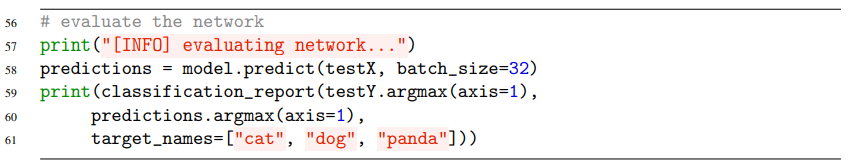 56 # evaluate the network
57 print("[INFO] evaluating network...")
58 predictions = model.predict(testX, batch_size=32)
59 print(classification_report(testY.argmax(axis=1),
60     predictions.argmax(axis=1),
61     target_names=["cat", "dog", "panda"]))